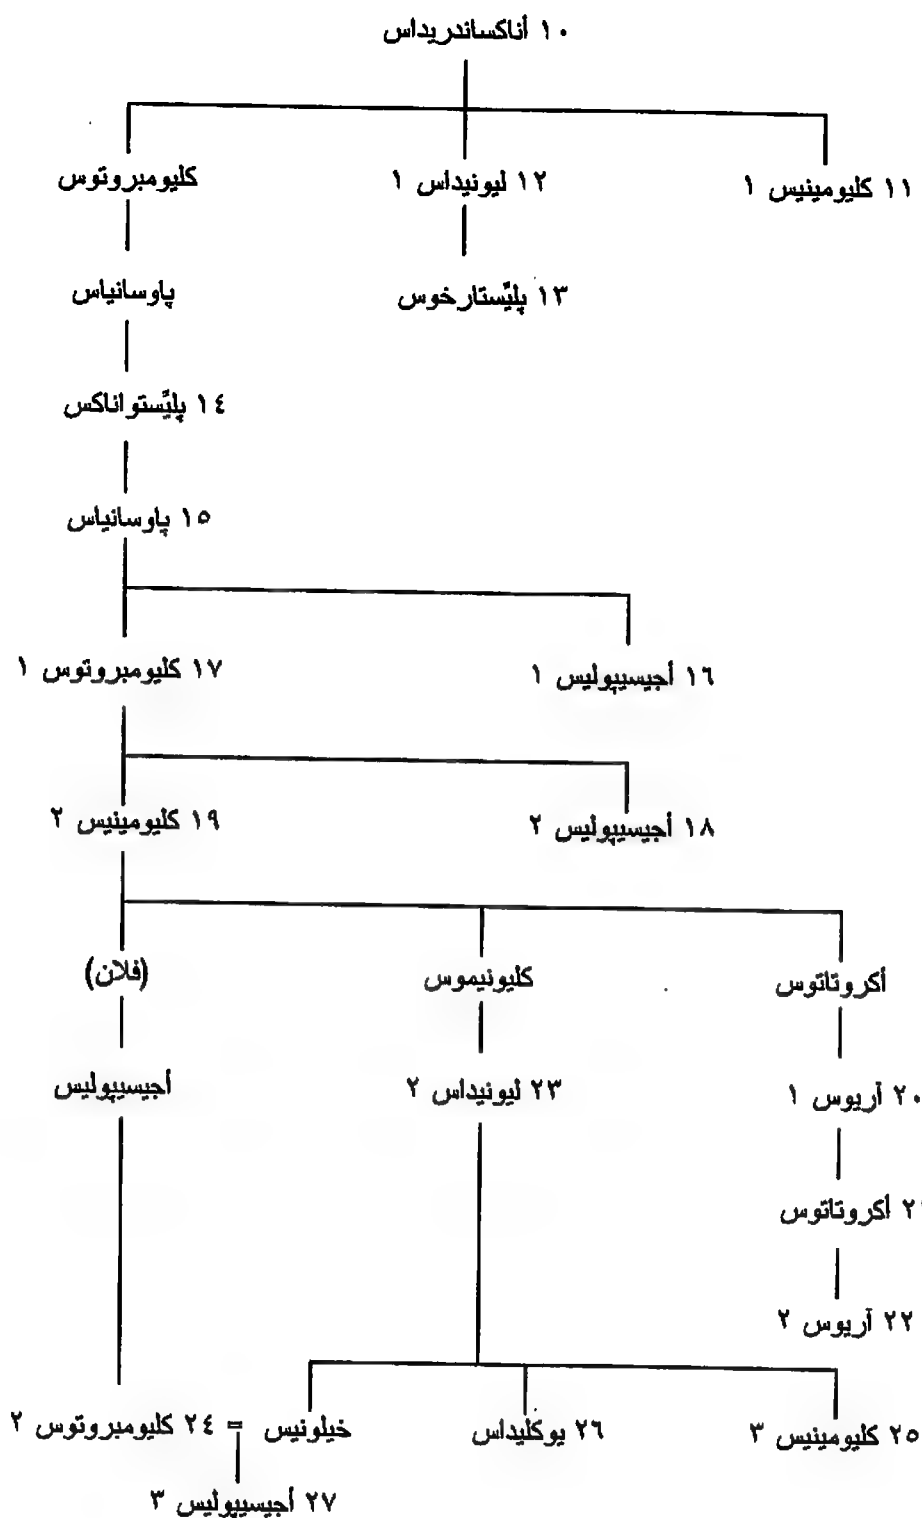 ١٠ أناكساندريداس
١١ كليومينيس ١
١٢ ليونيداس ١
كليومبروتوس
١٣ پليِّستارخوس
پاوسانياس
١٤ پليِّستواناكس
١٥ پاوسانياس
١٦ أجيسيپوليس ١
١٧ كليومبروتوس ١
١٨ أجيسيپوليس ٢
١٩ كليومينيس ٢
أكروتاتوس
كليونيموس
(فلان)
٢٠ آريوس ١
٢٣ ليونيداس ٢
أجيسيپوليس
٢١ أكروتاتوس
٢٢ آريوس ٢
٢٥ كليومينيس ٣
٢٦ يوكليداس
خيلونيس = ٢٤ كليومبروتوس ٢
٢٧ أجيسيپوليس ٣